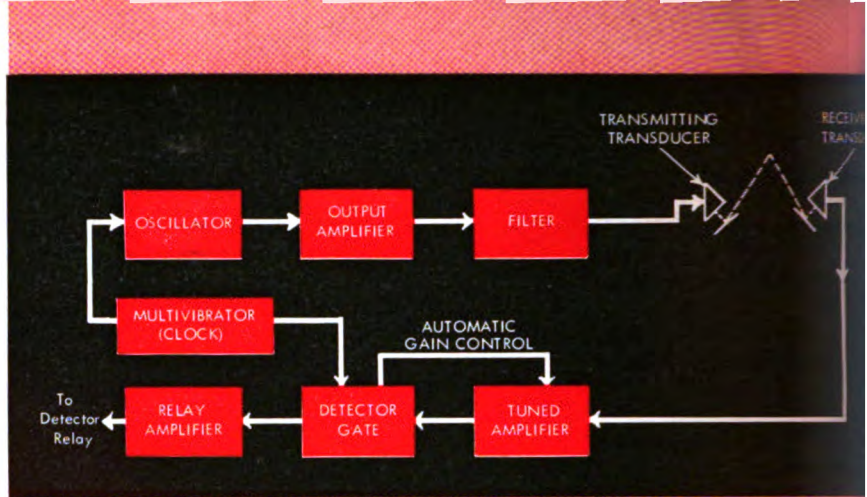 TRANSMITTING
TRANSDUCER
OSCILLATOR
OUTPUT
AMPLIFIER
FILTER
MULTIVIBRATOR
(CLOCK)
AUTOMATIC
GAIN CONTROL
To
Detector
Relay
RELAY
AMPLIFIER
DETECTOR
GATE
TUNED
AMPLIFIER